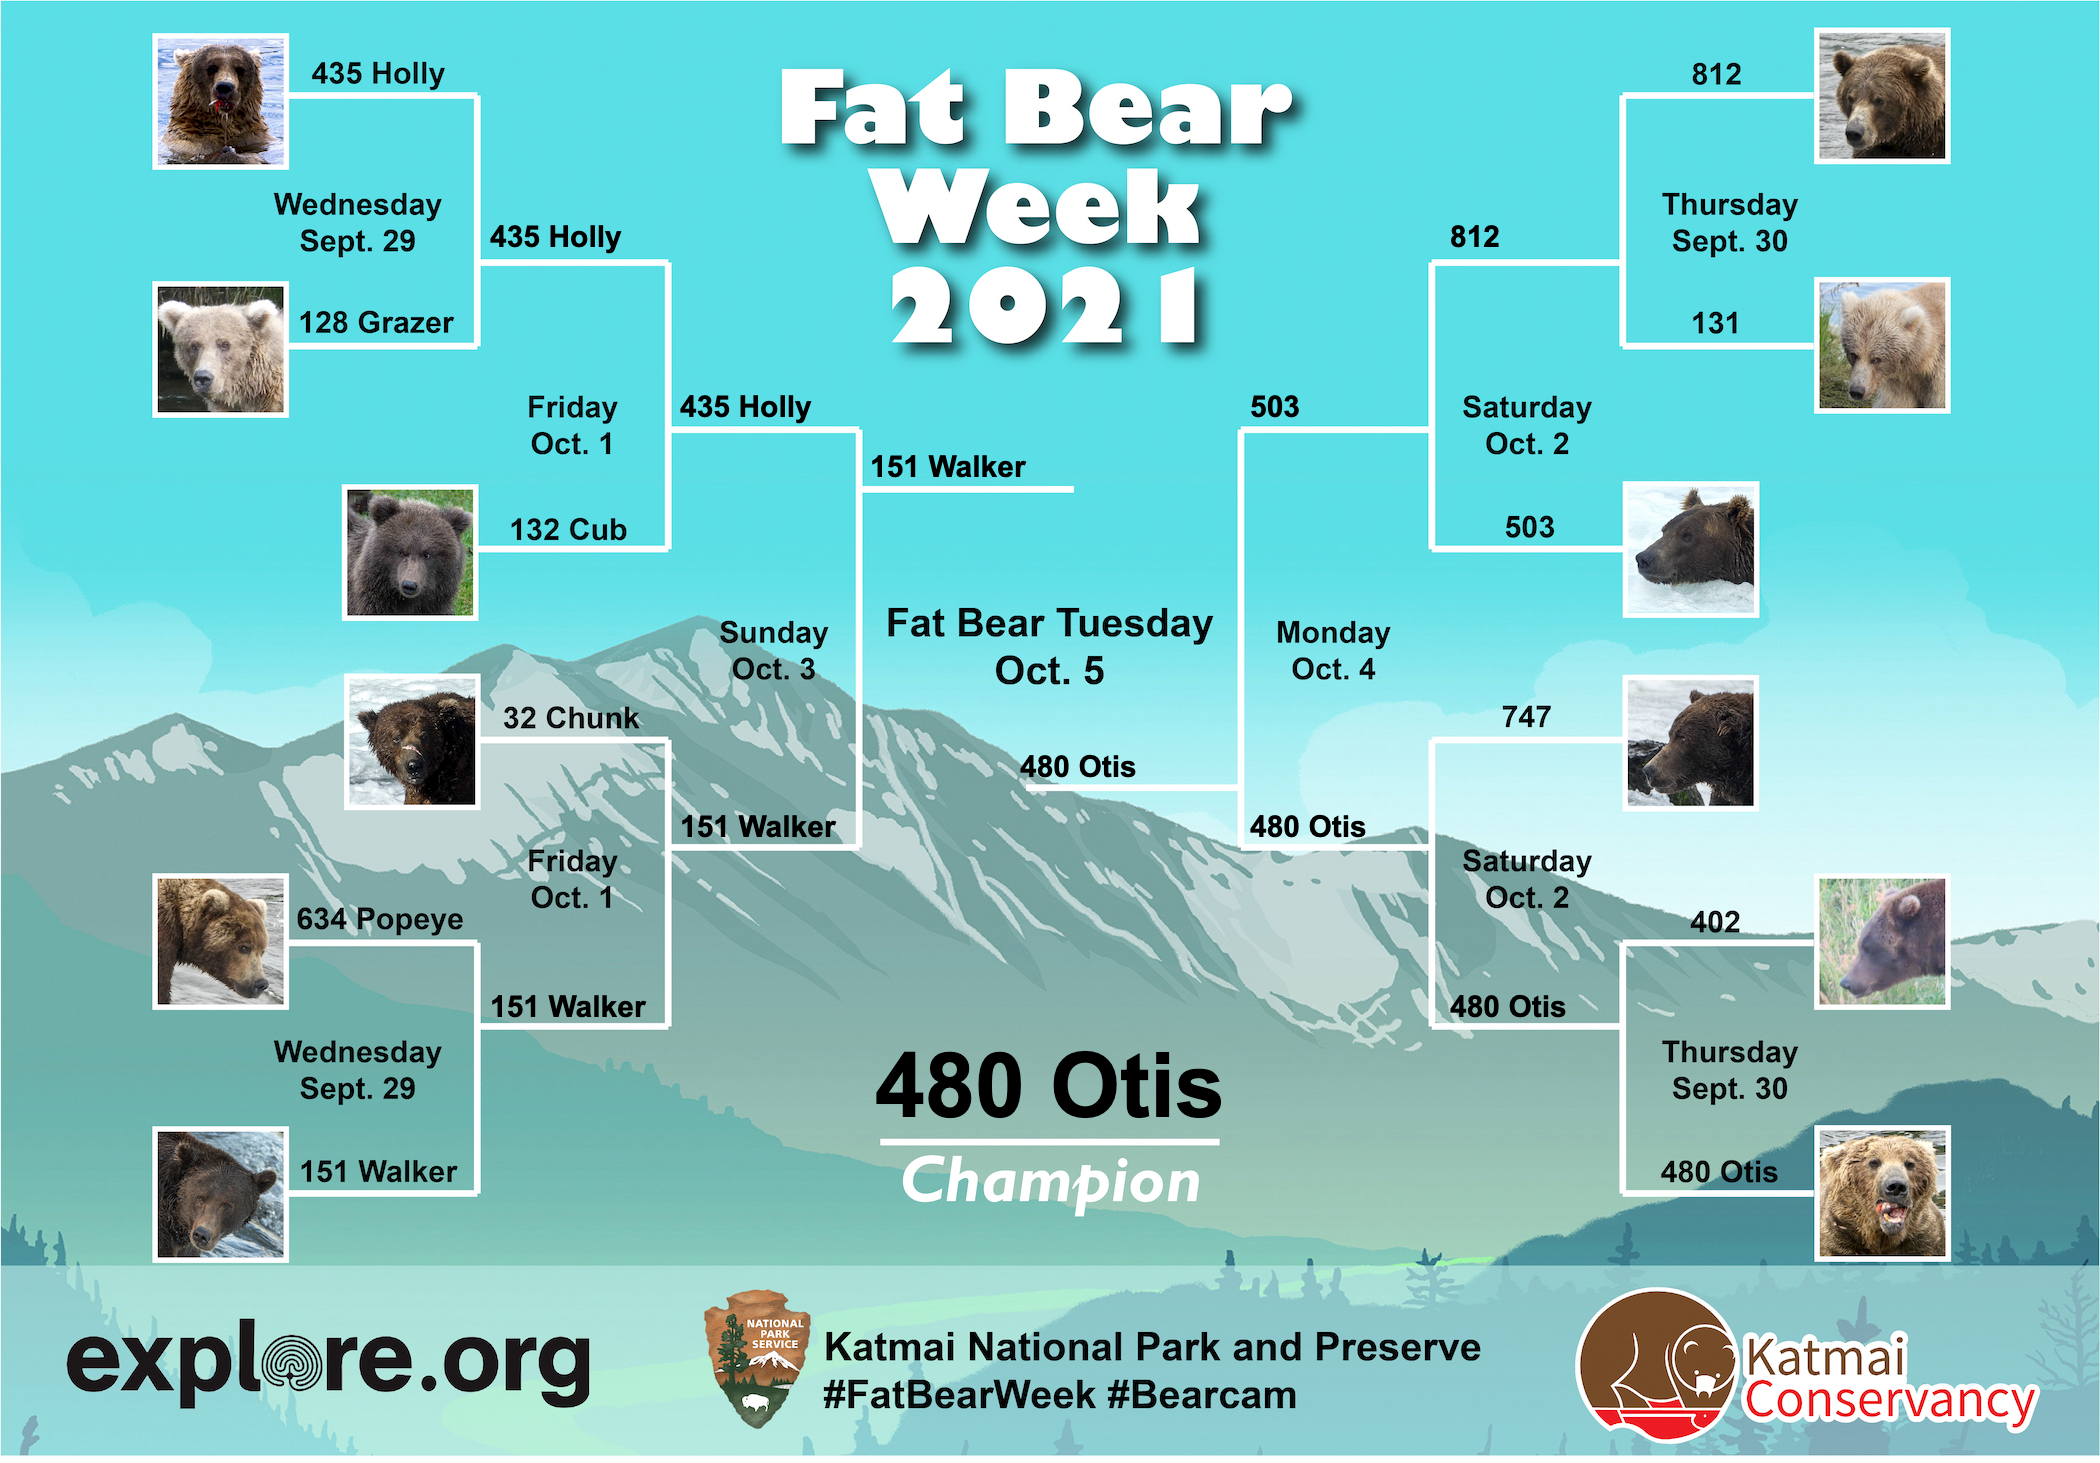 Fat Bear
Week
2021
435 Holly
Wednesday
Sept. 29
128 Grazer
435 Holly
Friday
Oct. 1
132 Cub
435 Holly
Sunday
Oct. 3
32 Chunk
151 Walker
Friday
Oct. 1
634 Popeye
151 Walker
Wednesday
Sept. 29
151 Walker
151 Walker
Fat Bear Tuesday
Oct. 5
480 Otis
812
Thursday
Sept. 30
131
812
Saturday
Oct. 2
503
503
Monday
Oct. 4
747
480 Otis
Saturday
Oct. 2
402
480 Otis
Thursday
Sept. 30
480 Otis
480 Otis
Champion
explore.org
NATIONAL
PARK
SERVICE
Katmai National Park and Preserve
#FatBearWeek #Bearcam
Katmai
Conservancy